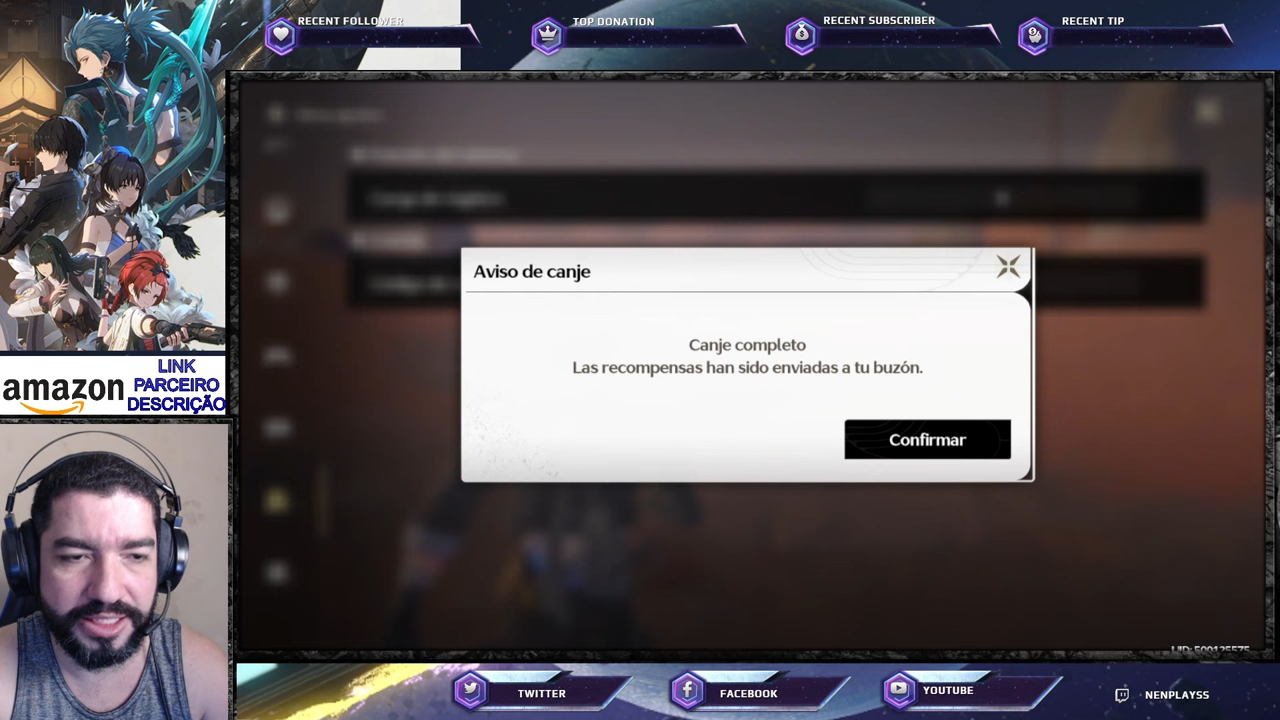 RECENT FOLLOWER
TOP DONATION
RECENT SUBSCRIBER
RECENT TIP
Aviso de canje
Canje completo
Las recompensas han sido enviadas a tu buzón.
Confirmar
amazon
LINK
PARCEIRO
DESCRIÇÃO
TWITTER
FACEBOOK
YOUTUBE
NENPLAYSS